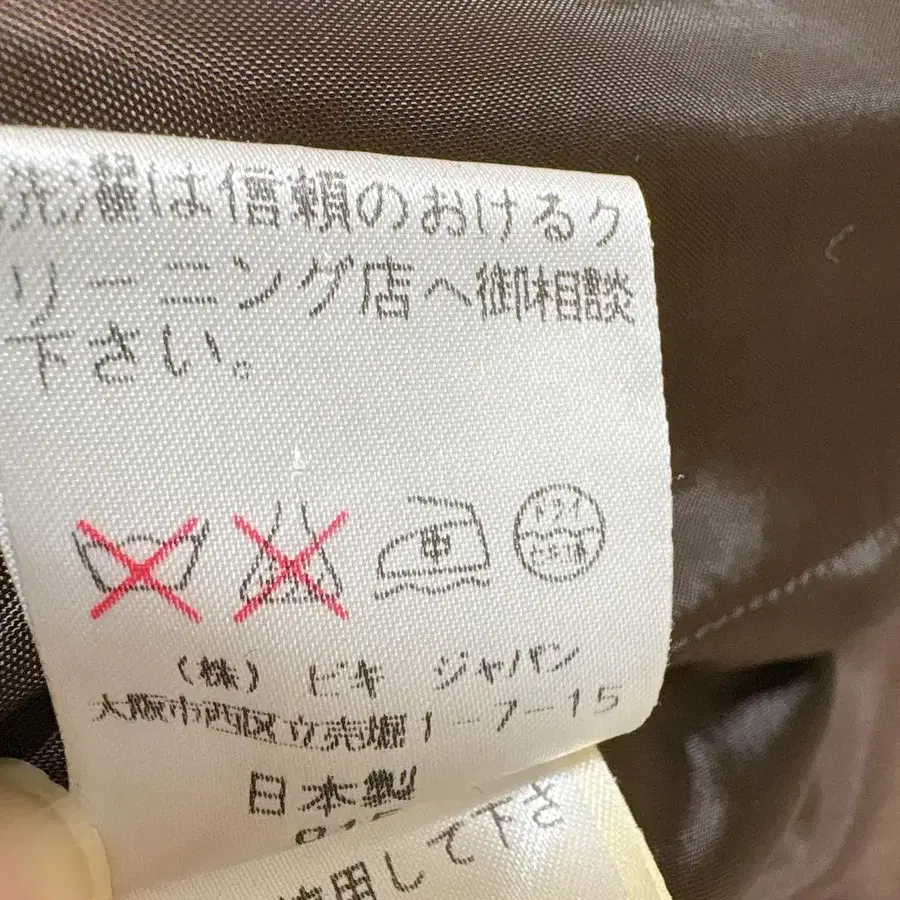 洗濯は信頼のおけるク
リーニング店へ御相談
下さい。
中
ドライ
セキユ系
(株) ビキ ジャパン
大阪市西区立売堀1-7-15
日本製
使用して下さ